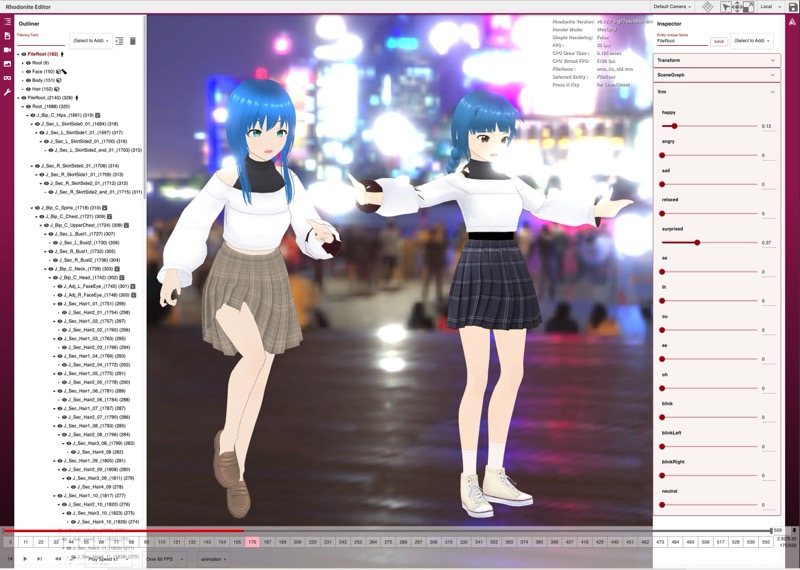 Rhodonite Editor
Default Camera
Local
Outliner
Filtering Field
(Select to Add)
FileRoot (162)
Root (9)
Face (150)
Body (151)
Hair (152)
FileRoot_(2140) (328)
Root_(1688) (320)
J_Bip_C_Hips_(1691) (319)
J_Sec_L_SkirtSide0_01_(1694) (318)
J_Sec_L_SkirtSide1_01_(1697) (317)
J_Sec_L_SkirtSide2_01_(1700) (316)
J_Sec_L_SkirtSide2_end_01_(1703) (315)
J_Sec_R_SkirtSide0_01_(1706) (314)
J_Sec_R_SkirtSide1_01_(1709) (313)
J_Sec_R_SkirtSide2_01_(1712) (312)
J_Sec_R_SkirtSide2_end_01_(1715) (311)
J_Bip_C_Spine_(1718) (310)
J_Bip_C_Chest_(1721) (309)
J_Bip_C_UpperChest_(1724) (308)
J_Sec_L_Bust1_(1727) (307)
J_Sec_L_Bust2_(1730) (306)
J_Sec_R_Bust1_(1733) (305)
J_Sec_R_Bust2_(1736) (304)
J_Bip_C_Neck_(1739) (303)
J_Bip_C_Head_(1742) (302)
J_Adj_L_FaceEye_(1745) (301)
J_Adj_R_FaceEye_(1748) (300)
J_Sec_Hair1_01_(1751) (299)
J_Sec_Hair2_01_(1754) (298)
J_Sec_Hair1_02_(1757) (297)
J_Sec_Hair2_02_(1760) (296)
J_Sec_Hair1_03_(1763) (295)
J_Sec_Hair2_03_(1766) (294)
J_Sec_Hair1_04_(1769) (293)
J_Sec_Hair2_04_(1772) (292)
J_Sec_Hair1_05_(1775) (291)
J_Sec_Hair2_05_(1778) (290)
J_Sec_Hair1_06_(1781) (289)
J_Sec_Hair2_06_(1784) (288)
J_Sec_Hair1_07_(1787) (287)
J_Sec_Hair2_07_(1790) (286)
J_Sec_Hair1_08_(1793) (285)
J_Sec_Hair2_08_(1796) (284)
J_Sec_Hair3_08_(1799) (283)
J_Sec_Hair4_08 (282)
J_Sec_Hair1_09_(1805) (281)
J_Sec_Hair2_09_(1808) (280)
J_Sec_Hair3_09_(1811) (279)
J_Sec_Hair4_09 (278)
J_Sec_Hair1_10_(1817) (277)
J_Sec_Hair2_10_(1820) (276)
J_Sec_Hair3_10_(1823) (275)
J_Sec_Hair4_10_(1826) (274)
Rhodonite Version:
Render Mode:
Simple Rendering: False
FPS:
CPU Draw Time:
CPU Virtual FPS:
FileName:
Selected Entity: FileRoot
Press H Key for Cheat Sheet
Inspector
Entity Unique Name
FileRoot
SAVE
(Select to Add)
Transform
SceneGraph
Vrm
happy
0.13
angry
0
sad
0
relaxed
0
surprised
0.37
aa
0
ih
0
ou
0
ee
0
oh
0
blink
0
blinkLeft
0
blinkRight
0
neutral
0
559
0 11 22 33 44 55 66 77 88 99 110 121 132 143 154 165 176 187 198 209 220 231 242 253 264 275 286 297 308 319 330 341 352 363 374 385 396 407 418 429 440 451 462 473 484 495 506 517 528 539 550
Play Speed x1
Over 60 FPS
animation